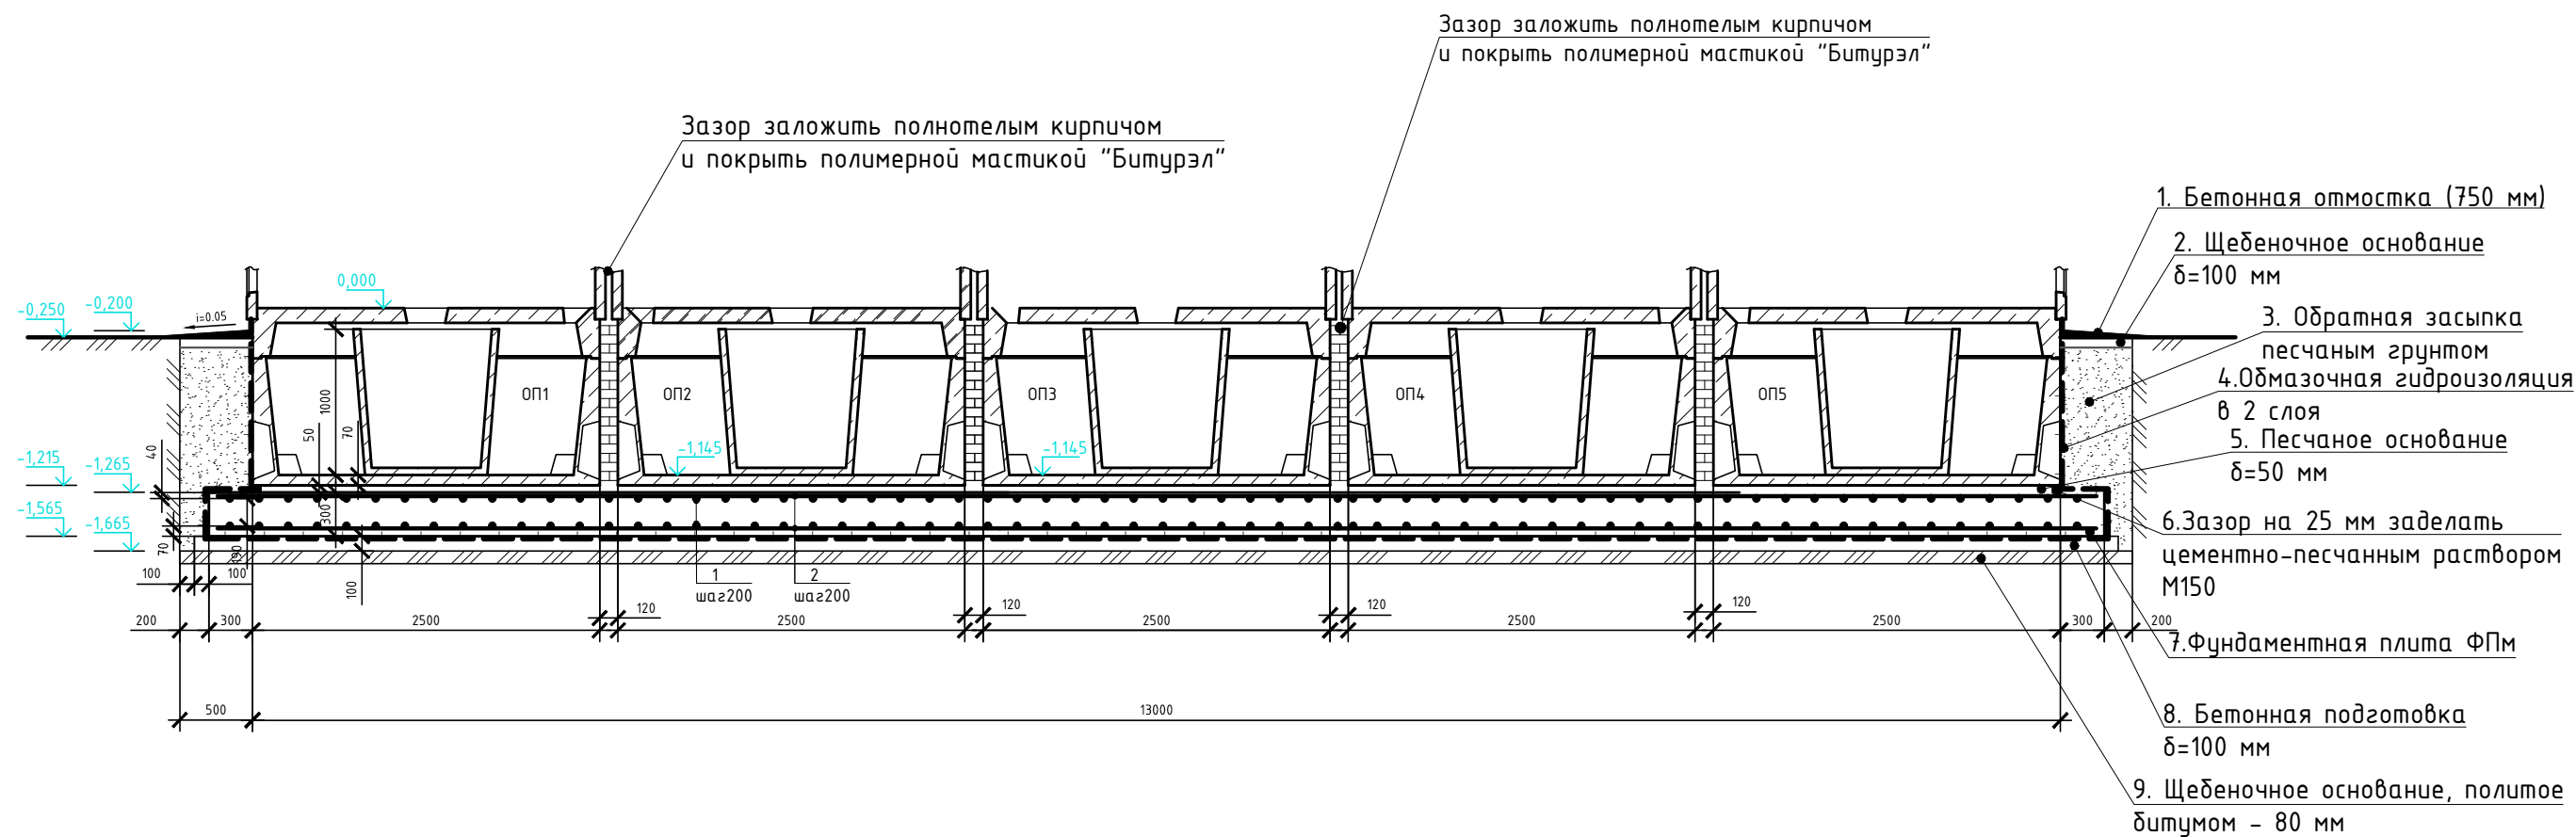 Зазор заложить полнотелым кирпичом
и покрыть полимерной мастикой "Битурэл"
Зазор заложить полнотелым кирпичом
и покрыть полимерной мастикой "Битурэл"
1. Бетонная отмостка (750 мм)
2. Щебеночное основание
δ=100 мм
3. Обратная засыпка
песчаным грунтом
4.Обмазочная гидроизоляция
в 2 слоя
5. Песчаное основание
δ=50 мм
6.Зазор на 25 мм заделать
цементно-песчанным раствором
М150
7.Фундаментная плита ФПм
8. Бетонная подготовка
δ=100 мм
9. Щебеночное основание, политое
битумом - 80 мм
0,000
-0,250
-0,200
i=0.05
ОП1
ОП2
ОП3
ОП4
ОП5
1000
50
70
-1,145
-1,145
40
-1,215
-1,265
300
-1,565
-1,665
70
190
100
100
100
1
шаг200
2
шаг200
120
120
120
120
200
300
2500
2500
2500
2500
2500
300
200
500
13000